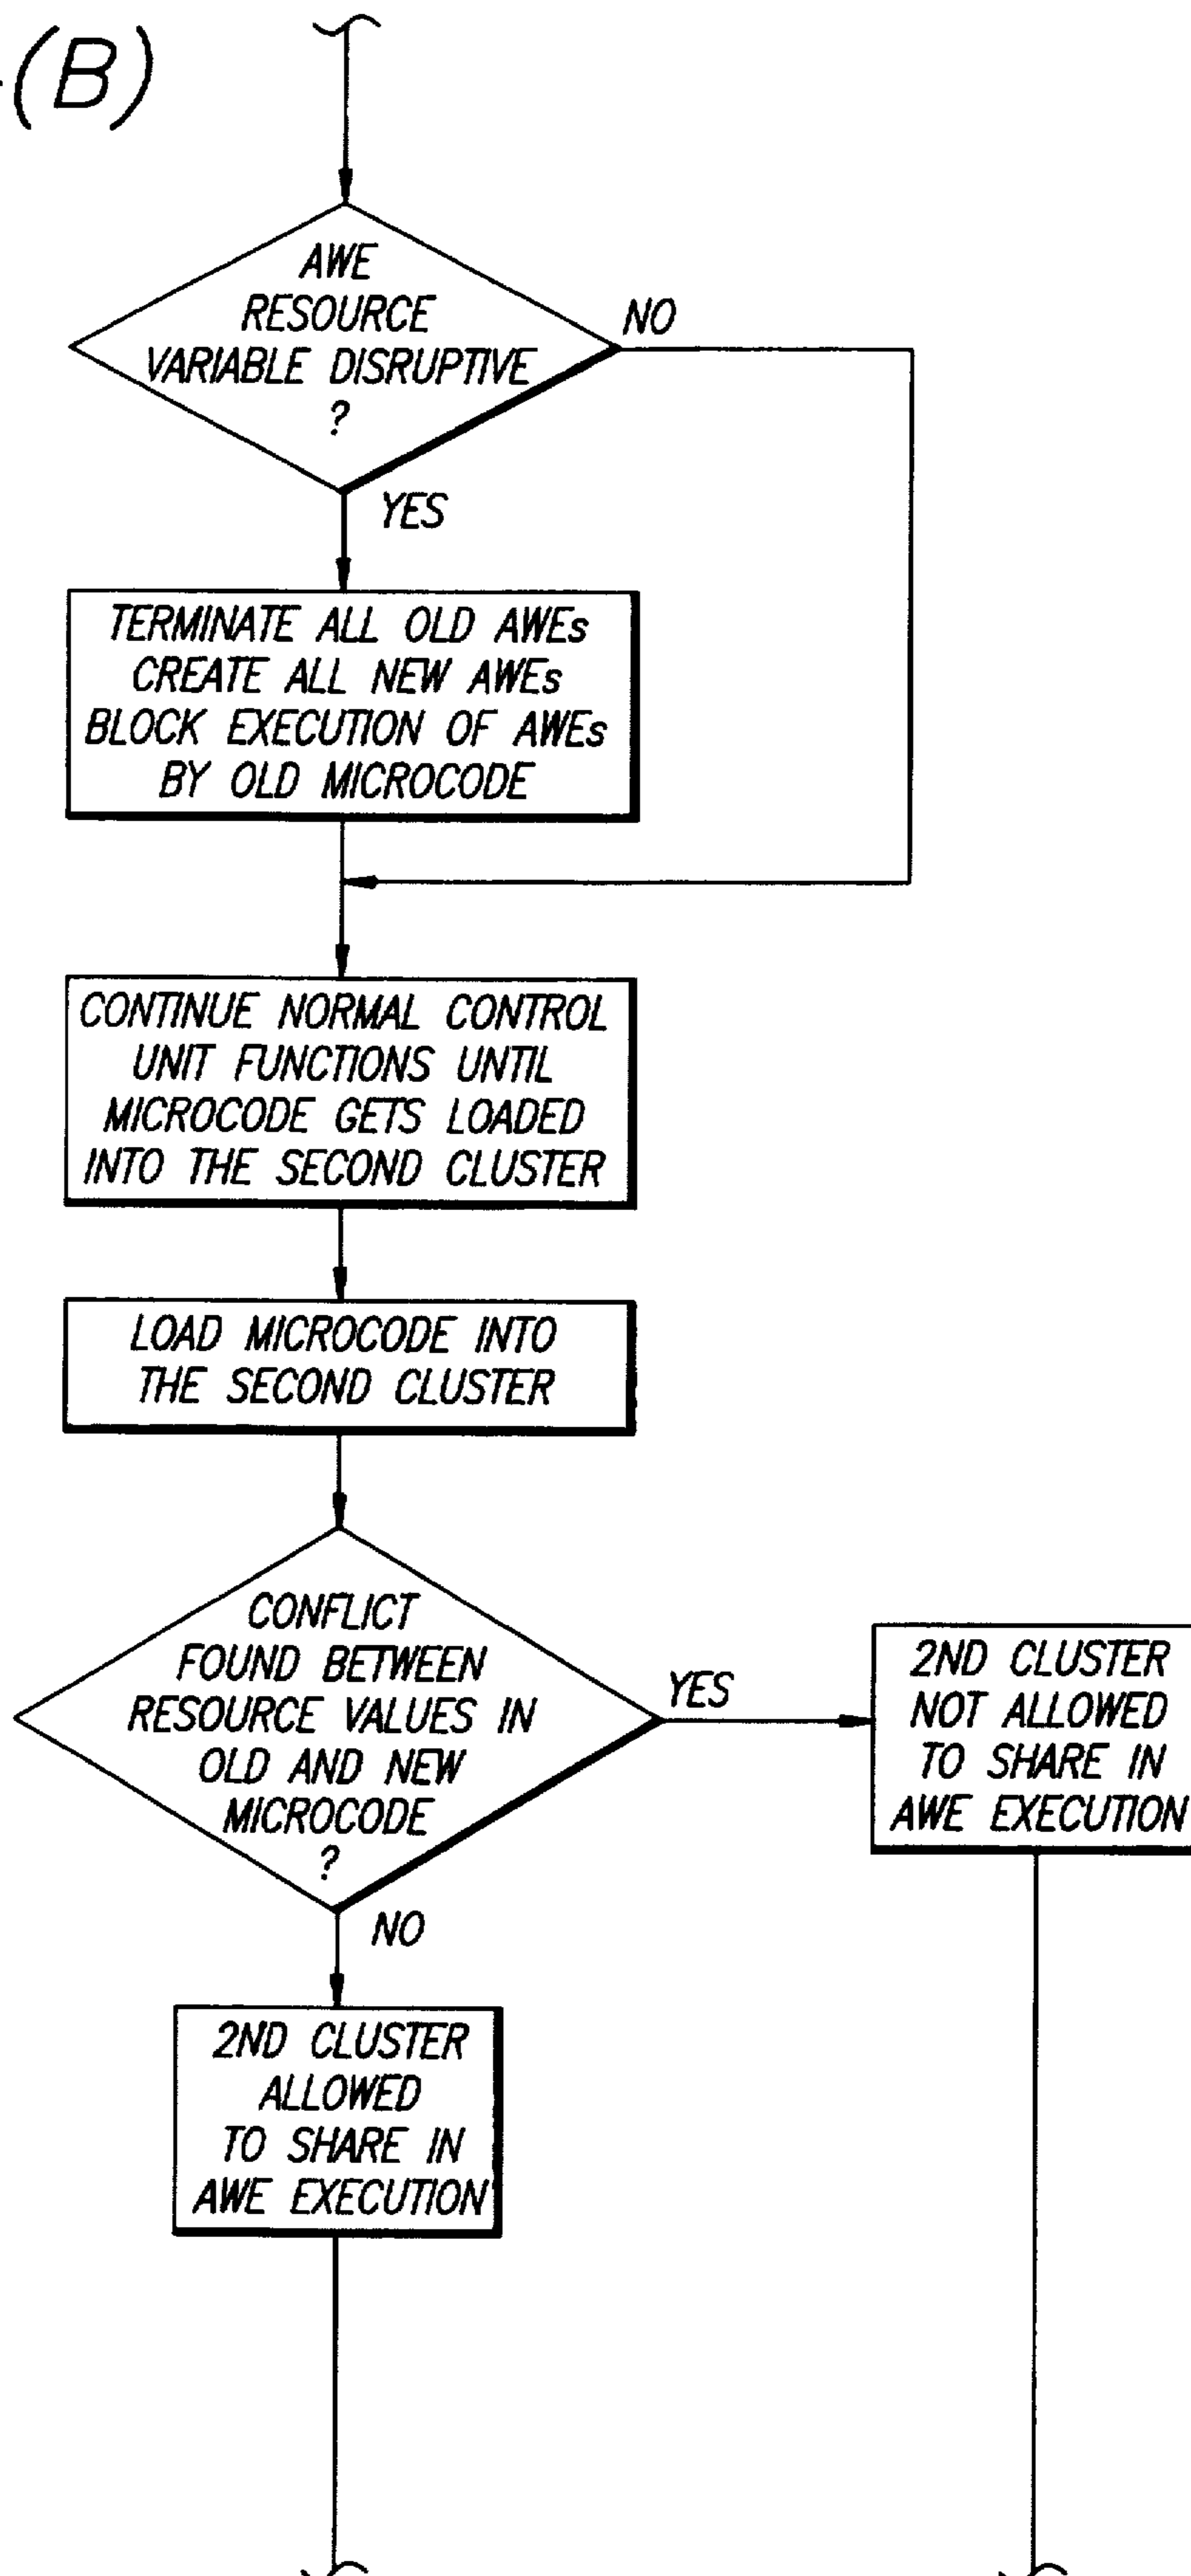 -(B)
AWE
RESOURCE
VARIABLE DISRUPTIVE
?
NO
YES
TERMINATE ALL OLD AWEs
CREATE ALL NEW AWEs
BLOCK EXECUTION OF AWEs
BY OLD MICROCODE
CONTINUE NORMAL CONTROL
UNIT FUNCTIONS UNTIL
MICROCODE GETS LOADED
INTO THE SECOND CLUSTER
LOAD MICROCODE INTO
THE SECOND CLUSTER
CONFLICT
FOUND BETWEEN
RESOURCE VALUES IN
OLD AND NEW
MICROCODE
?
YES
2ND CLUSTER
NOT ALLOWED
TO SHARE IN
AWE EXECUTION
NO
2ND CLUSTER
ALLOWED
TO SHARE IN
AWE EXECUTION